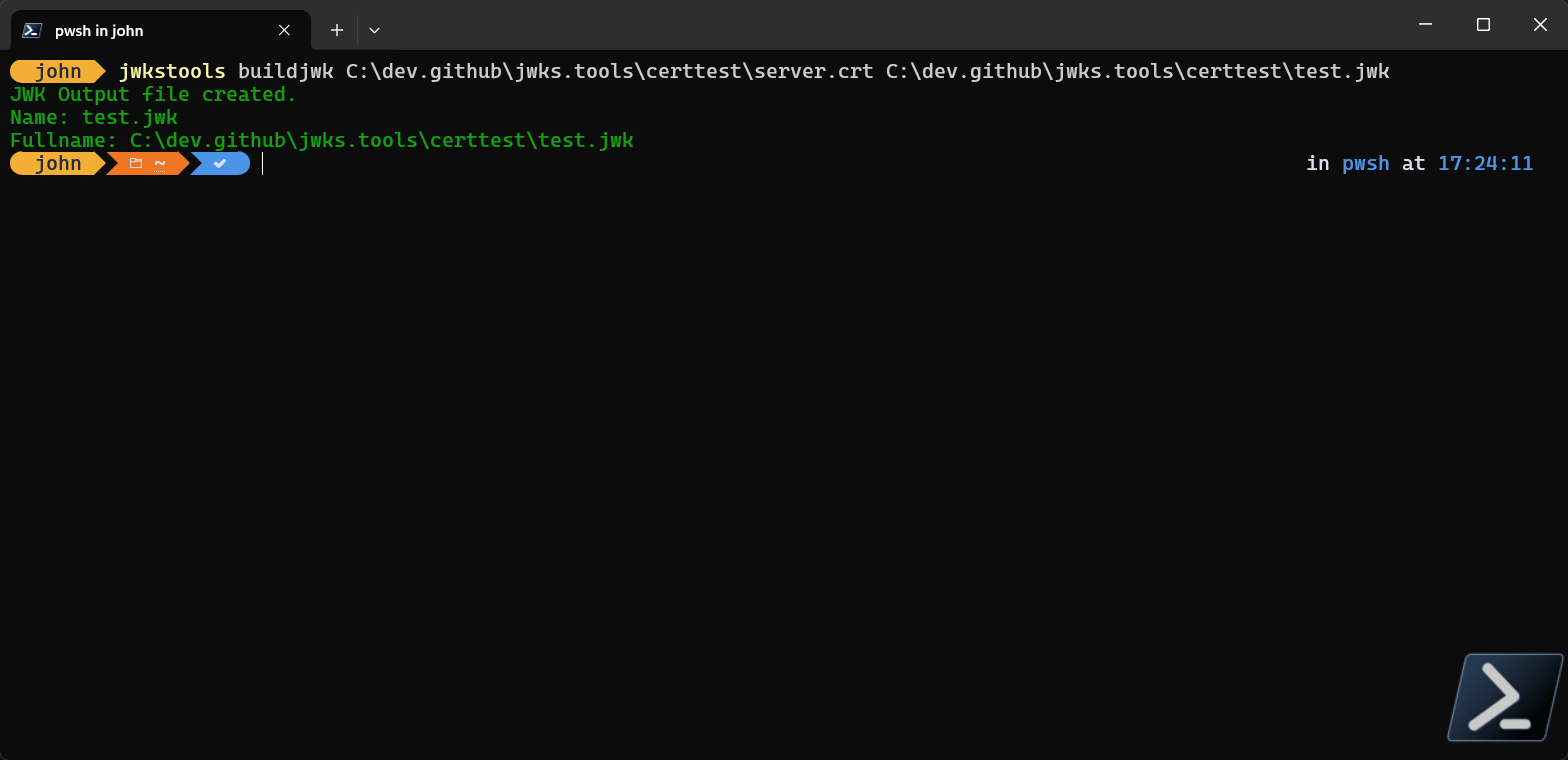 pwsh in john
john jwkstools buildjwk C:\dev.github\jwks.tools\certtest\server.crt C:\dev.github\jwks.tools\certtest\test.jwk
JWK Output file created.
Name: test.jwk
Fullname: C:\dev.github\jwks.tools\certtest\test.jwk
john ~ in pwsh at 17:24:11